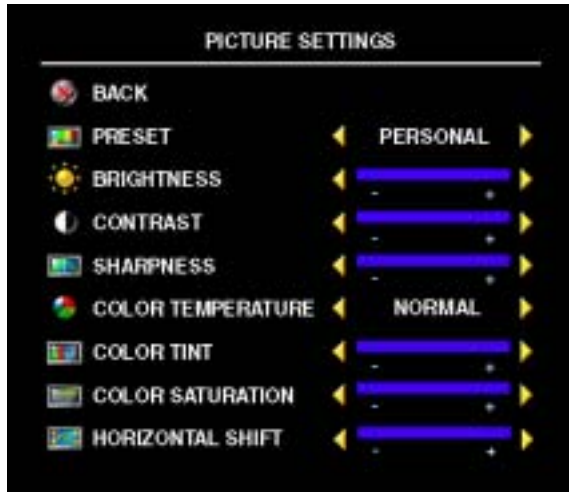 PICTURE SETTINGS
BACK
PRESET PERSONAL
BRIGHTNESS - +
CONTRAST - +
SHARPNESS - +
COLOR TEMPERATURE NORMAL
COLOR TINT - +
COLOR SATURATION - +
HORIZONTAL SHIFT - +